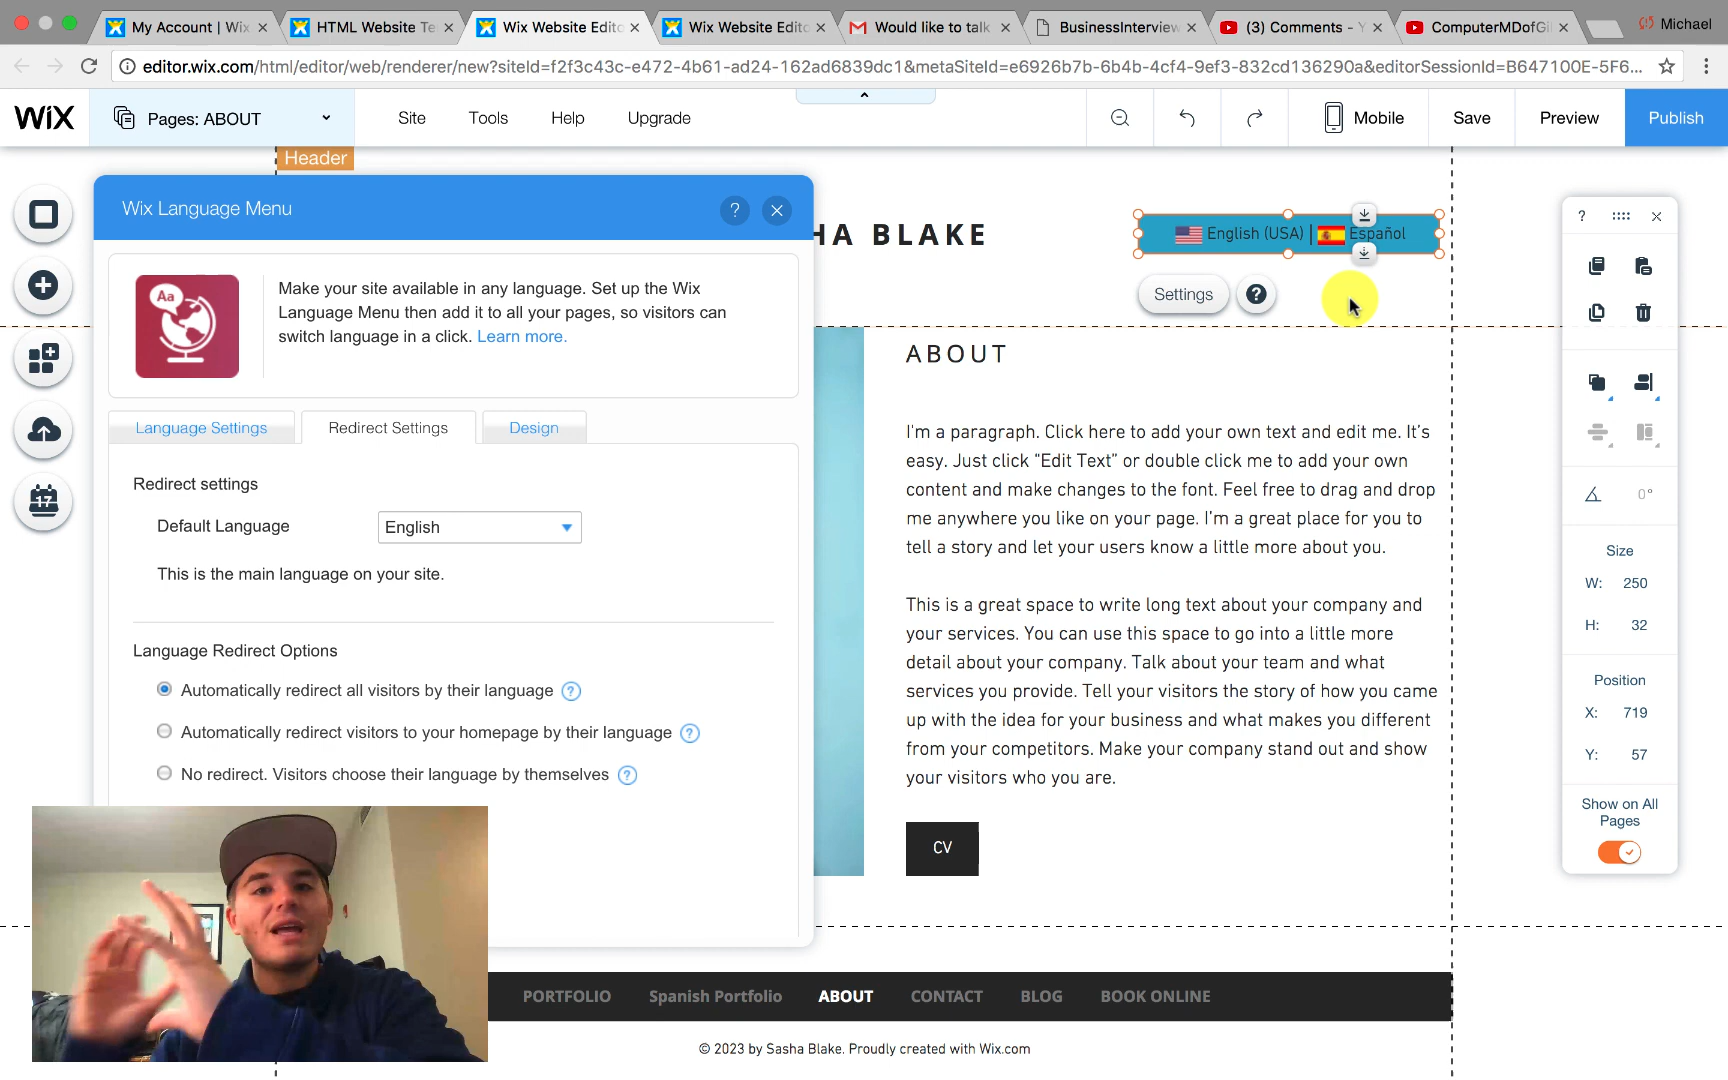 My Account | Wix
HTML Website Te
Wix Website Edito
Wix Website Edito
Would like to talk
BusinessInterview
(3) Comments - Y
ComputerMDofGil
Michael
editor.wix.com/html/editor/web/renderer/new?siteId=f2f3c43c-e472-4b61-ad24-162ad6839dc1&metaSiteId=e6926b7b-6b4b-4cf4-9ef3-832cd136290a&editorSessionId=B647100E-5F6...
WiX
Pages: ABOUT
Site
Tools
Help
Upgrade
Mobile
Save
Preview
Publish
Header
Wix Language Menu
?
HA BLAKE
English (USA) | Español
Settings
?
Make your site available in any language. Set up the Wix
Language Menu then add it to all your pages, so visitors can
switch language in a click. Learn more.
Aa
Language Settings
Redirect Settings
Design
Redirect settings
Default Language
English
This is the main language on your site.
Language Redirect Options
Automatically redirect all visitors by their language ?
Automatically redirect visitors to your homepage by their language ?
No redirect. Visitors choose their language by themselves ?
17
ABOUT
I'm a paragraph. Click here to add your own text and edit me. It's
easy. Just click "Edit Text" or double click me to add your own
content and make changes to the font. Feel free to drag and drop
me anywhere you like on your page. I'm a great place for you to
tell a story and let your users know a little more about you.
This is a great space to write long text about your company and
your services. You can use this space to go into a little more
detail about your company. Talk about your team and what
services you provide. Tell your visitors the story of how you came
up with the idea for your business and what makes you different
from your competitors. Make your company stand out and show
your visitors who you are.
CV
?
0°
Size
W: 250
H: 32
Position
X: 719
Y: 57
Show on All
Pages
PORTFOLIO
Spanish Portfolio
ABOUT
CONTACT
BLOG
BOOK ONLINE
© 2023 by Sasha Blake. Proudly created with Wix.com